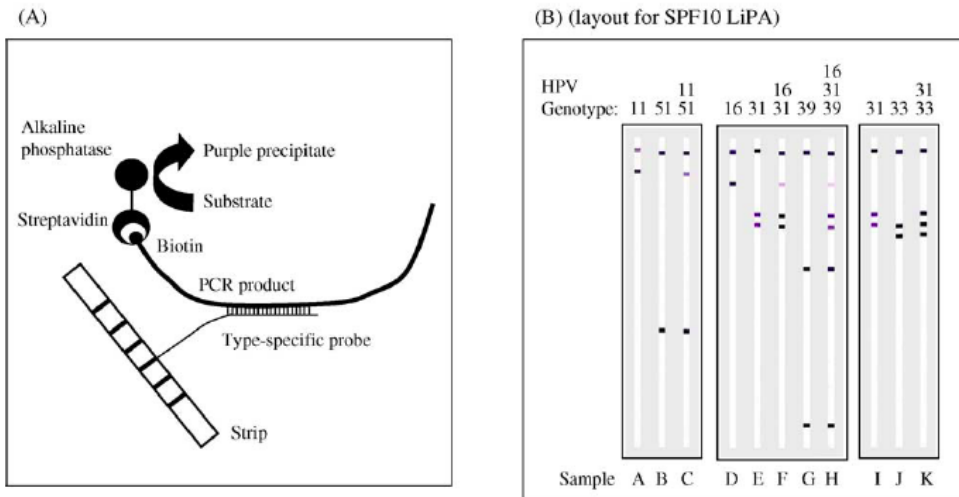 (A)
Alkaline
phosphatase
Purple precipitate
Substrate
Streptavidin
Biotin
PCR product
Type-specific probe
Strip
(B) (layout for SPF10 LiPA)
16
HPV 11 16 31 31
Genotype: 11 51 51 16 31 31 39 39 31 33 33
Sample A B C D E F G H I J K